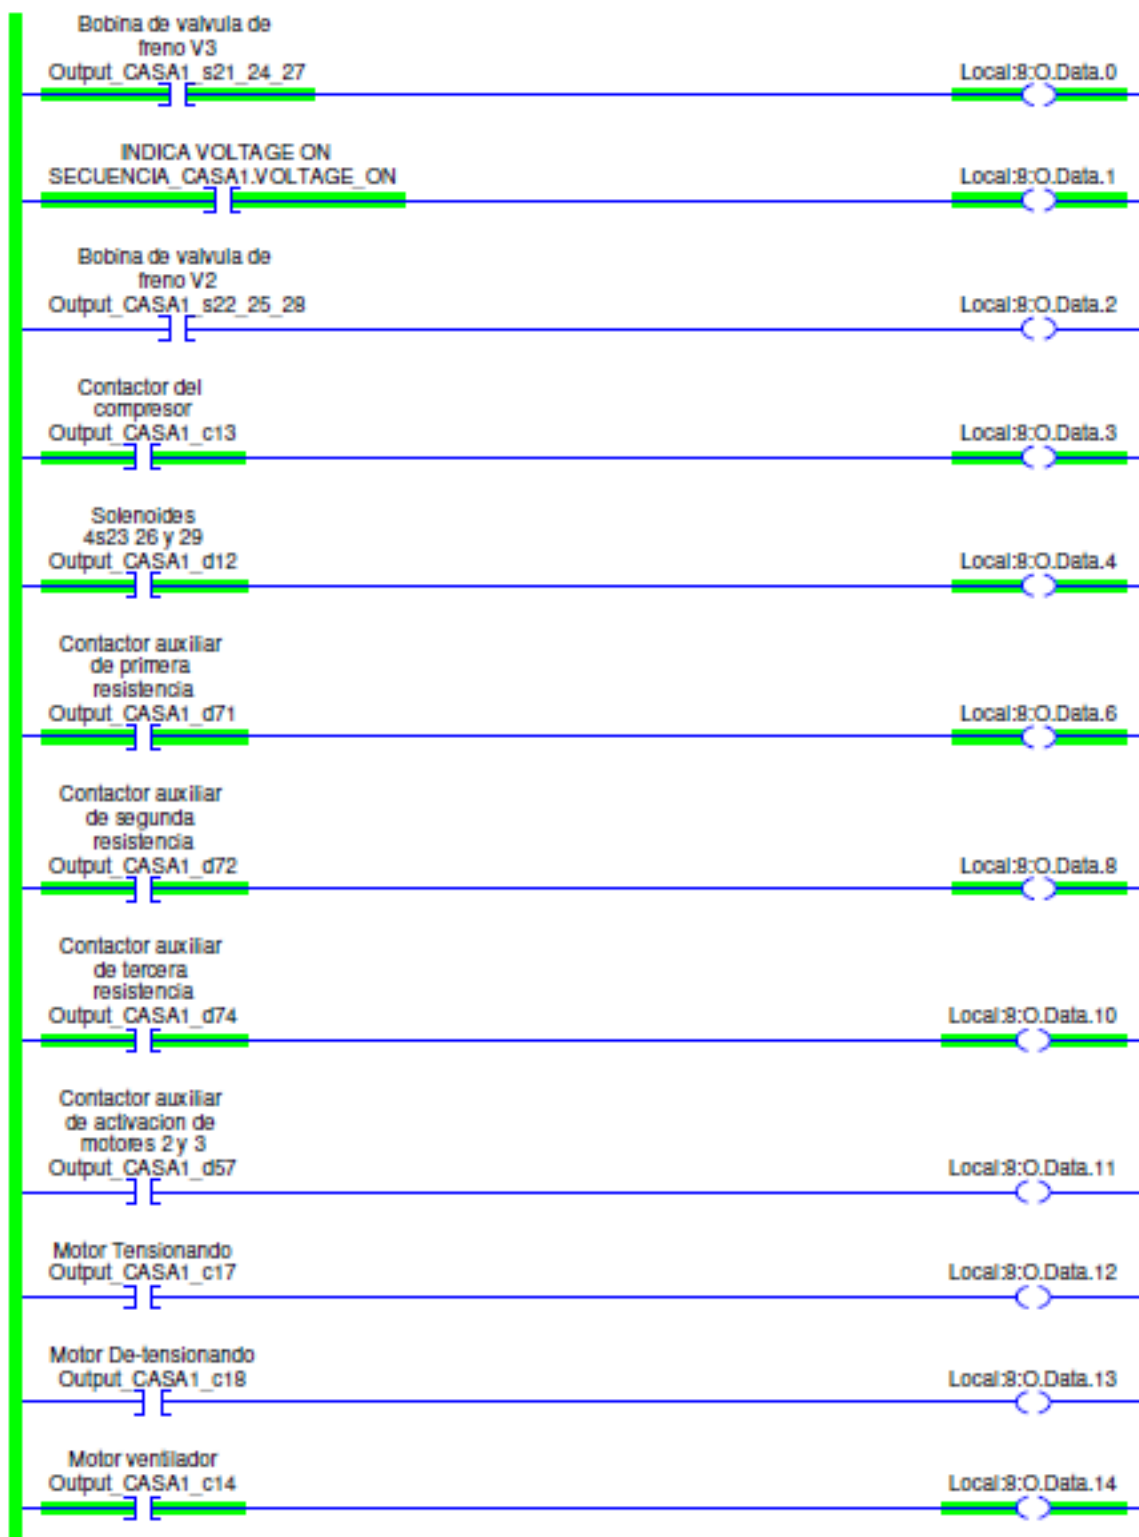 Bobina de valvula de
freno V3
Output_CASA1_s21_24_27
Local:8:O.Data.0
INDICA VOLTAGE ON
SECUENCIA_CASA1.VOLTAGE_ON
Local:8:O.Data.1
Bobina de valvula de
freno V2
Output_CASA1_s22_25_28
Local:8:O.Data.2
Contactor del
compresor
Output_CASA1_c13
Local:8:O.Data.3
Solenoides
4s23 26 y 29
Output_CASA1_d12
Local:8:O.Data.4
Contactor auxiliar
de primera
resistencia
Output_CASA1_d71
Local:8:O.Data.6
Contactor auxiliar
de segunda
resistencia
Output_CASA1_d72
Local:8:O.Data.8
Contactor auxiliar
de tercera
resistencia
Output_CASA1_d74
Local:8:O.Data.10
Contactor auxiliar
de activacion de
motores 2 y 3
Output_CASA1_d57
Local:8:O.Data.11
Motor Tensionando
Output_CASA1_c17
Local:8:O.Data.12
Motor De-tensionando
Output_CASA1_c18
Local:8:O.Data.13
Motor ventilador
Output_CASA1_c14
Local:8:O.Data.14